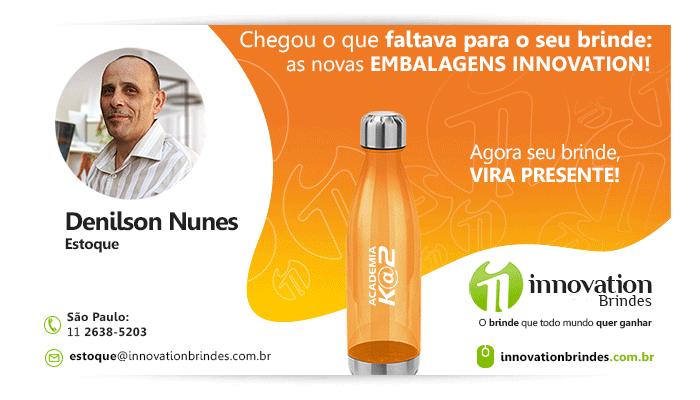 Chegou o que faltava para o seu brinde:
as novas EMBALAGENS INNOVATION!
Agora seu brinde,
VIRA PRESENTE!
Denilson Nunes
Estoque
ACADEMIA
K@2
innovation
Brindes
O brinde que todo mundo quer ganhar
São Paulo:
11 2638-5203
estoque@innovationbrindes.com.br
innovationbrindes.com.br